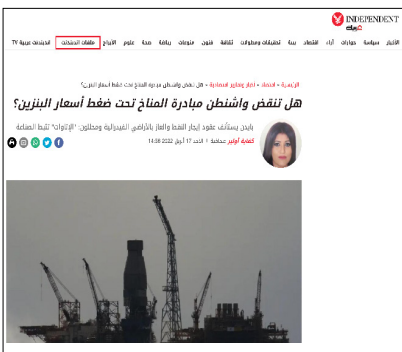 INDEPENDENT
عربية
الأخبار سياسة حوارات آراء اقتصاد بيئة تحقيقات ومطولات ثقافة فنون منوعات رياضة صحة علوم الأبراج ملفات اندبندنت اندبندنت عربية TV
الرئيسية » اقتصاد » أخبار وتقارير اقتصادية » هل تنقض واشنطن مبادرة المناخ تحت ضغط أسعار البنزين؟
هل تنقض واشنطن مبادرة المناخ تحت ضغط أسعار البنزين؟
بايدن يستأنف عقود إيجار النفط والغاز بالأراضي الفيدرالية ومحللون: "الإتاوات" تثبط الصناعة
كفاية أولير صحافية | الاحد 17 أبريل 2022 14:38